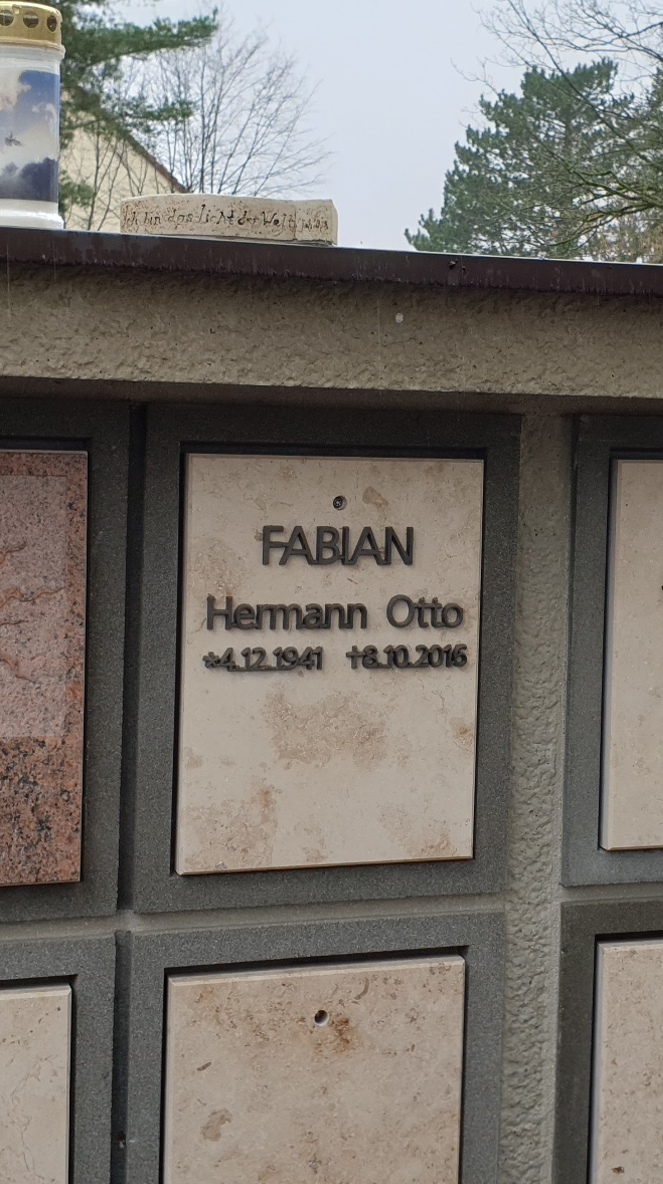 Ich bin das Licht der Welt
FABIAN
Hermann Otto
*4.12.1941 †8.10.2016